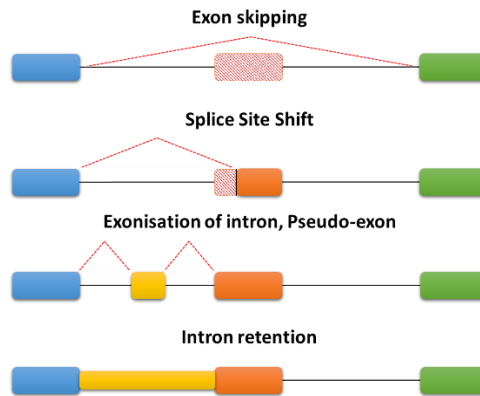 Exon skipping
Splice Site Shift
Exonisation of intron, Pseudo-exon
Intron retention